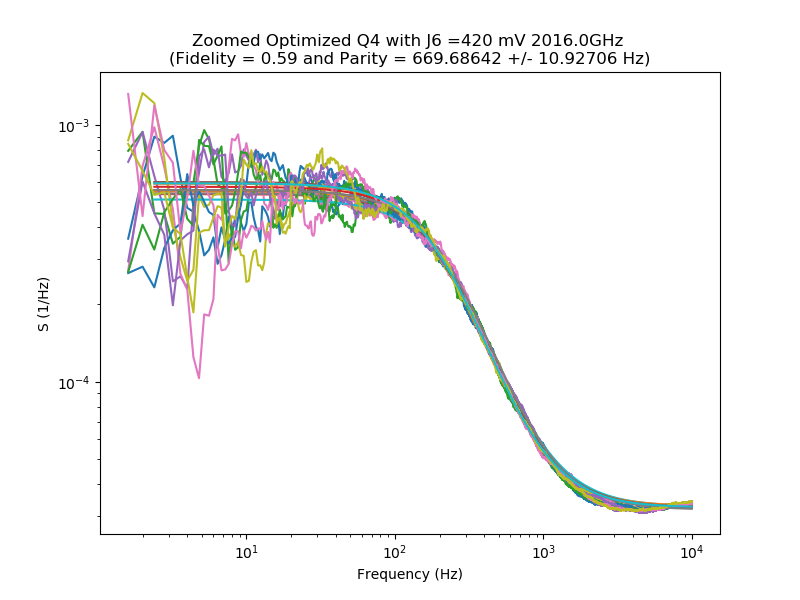 Zoomed Optimized Q4 with J6 =420 mV 2016.0GHz
(Fidelity = 0.59 and Parity = 669.68642 +/- 10.92706 Hz)
10⁻³
S (1/Hz)
10⁻⁴
10¹ 10² 10³ 10⁴
Frequency (Hz)